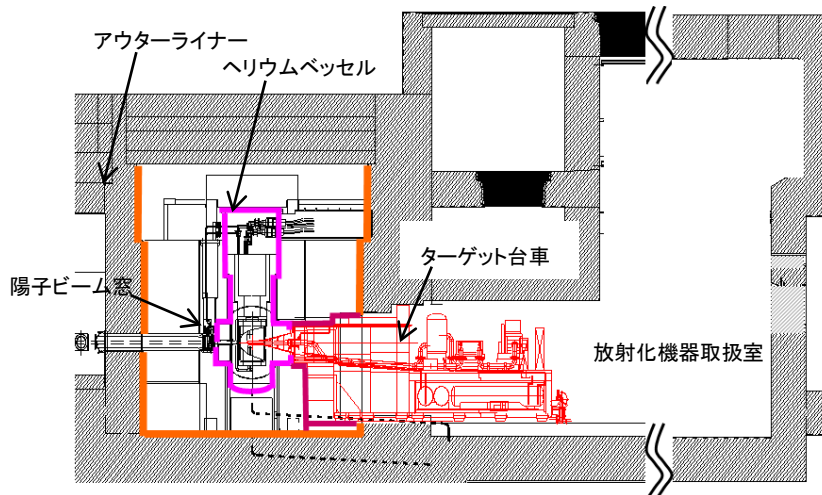 アウターライナー
ヘリウムベッセル
陽子ビーム窓
ターゲット台車
放射化機器取扱室